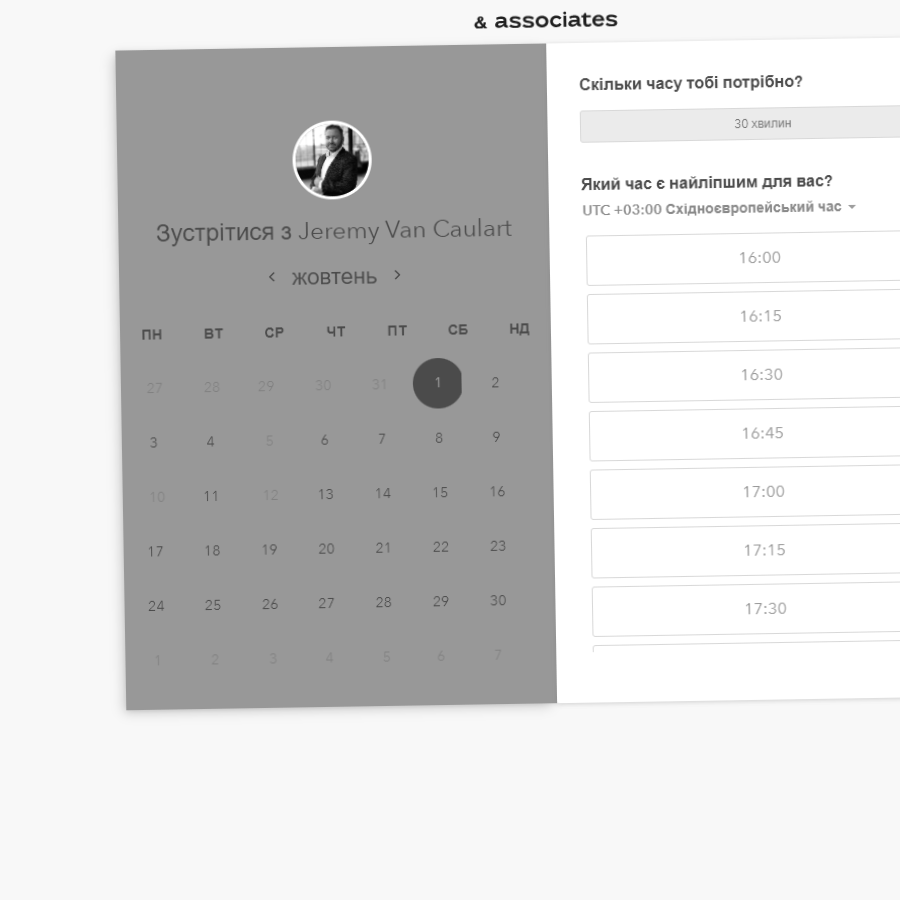 & associates
Зустрітися з Jeremy Van Caulart
жовтень
ПН ВТ СР ЧТ ПТ СБ НД
27 28 29 30 31 1 2
3 4 5 6 7 8 9
10 11 12 13 14 15 16
17 18 19 20 21 22 23
24 25 26 27 28 29 30
1 2 3 4 5 6 7
Скільки часу тобі потрібно?
30 хвилин
Який час є найліпшим для вас?
UTC +03:00 Східноєвропейський час
16:00
16:15
16:30
16:45
17:00
17:15
17:30